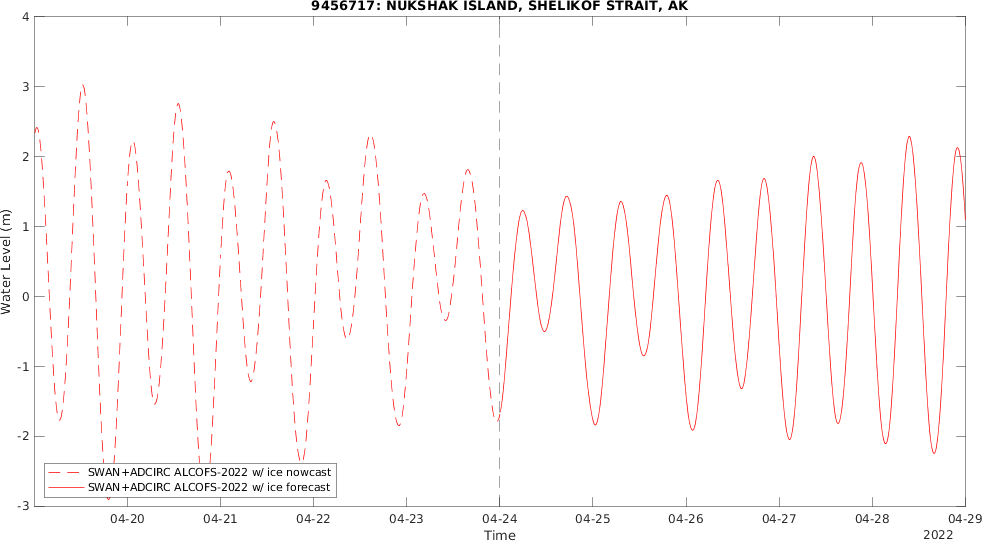 9456717: NUKSHAK ISLAND, SHELIKOF STRAIT, AK
4
3
2
1
0
-1
-2
-3
Water Level (m)
SWAN+ADCIRC ALCOFS-2022 w/ ice nowcast
SWAN+ADCIRC ALCOFS-2022 w/ ice forecast
04-20 04-21 04-22 04-23 04-24 04-25 04-26 04-27 04-28 04-29
Time 2022